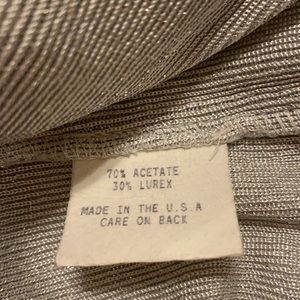 70% ACETATE
30% LUREX
MADE IN THE U.S.A
CARE ON BACK